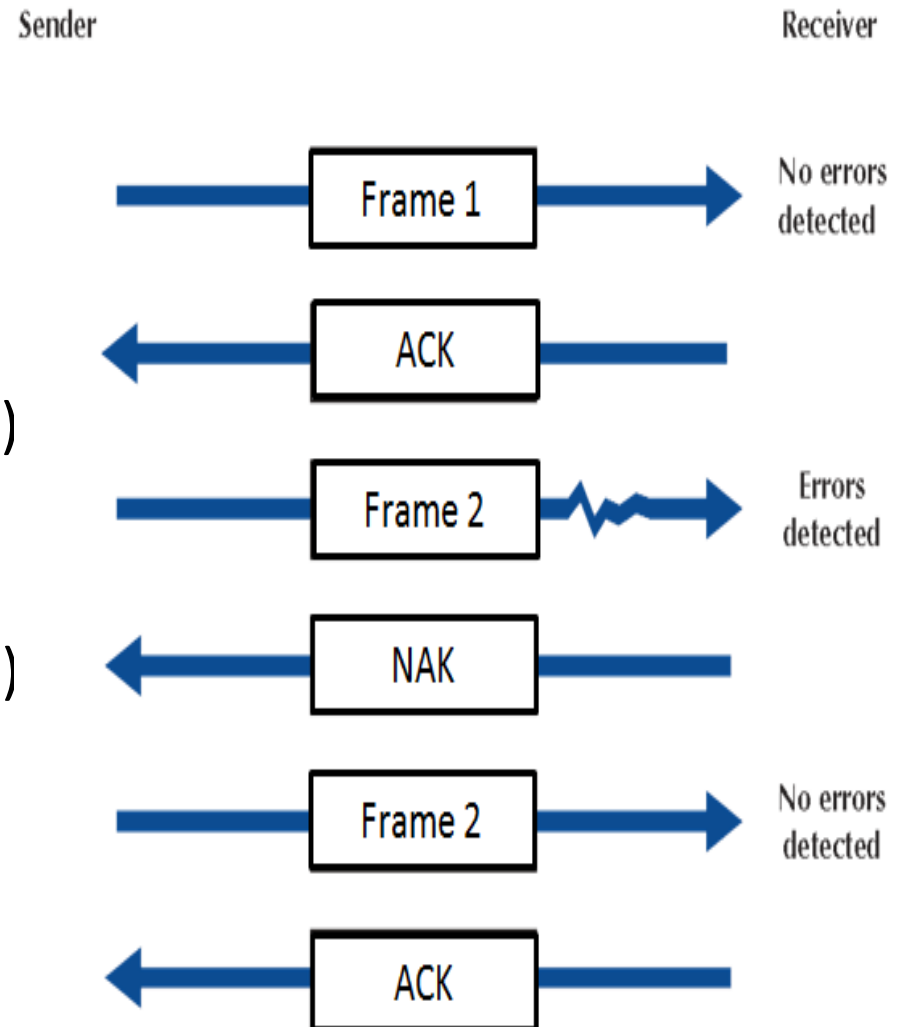 Sender
Receiver
Frame 1
No errors
detected
ACK
)
Frame 2
Errors
detected
NAK
)
Frame 2
No errors
detected
ACK